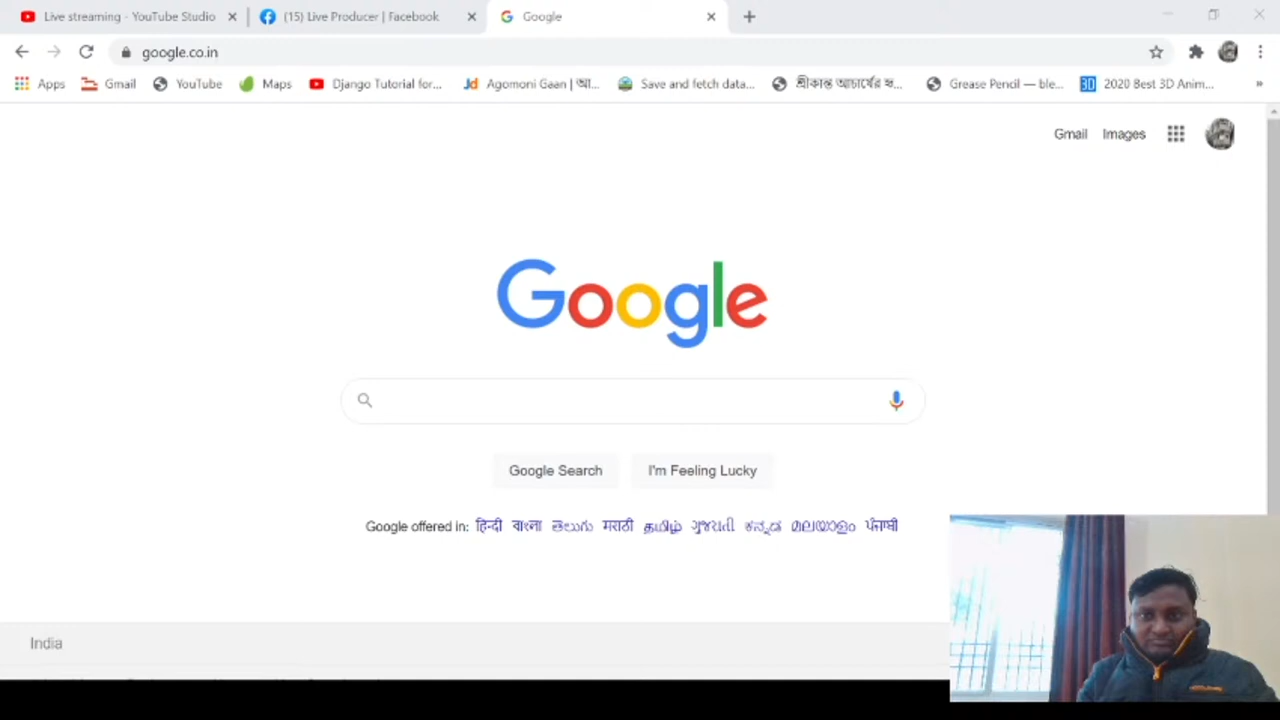 Live streaming - YouTube Studio
(15) Live Producer | Facebook
Google
google.co.in
Apps Gmail YouTube Maps Django Tutorial for... Agomoni Gaan | আ... Save and fetch data... শ্রীকান্ত আচার্যের স্ব... Grease Pencil — ble... 2020 Best 3D Anim...
Gmail Images
Google
Google Search I'm Feeling Lucky
Google offered in: हिन्दी বাংলা తెలుగు मराठी தமிழ் ગુજરાતી ಕನ್ನಡ മലയാളം ਪੰਜਾਬੀ
India